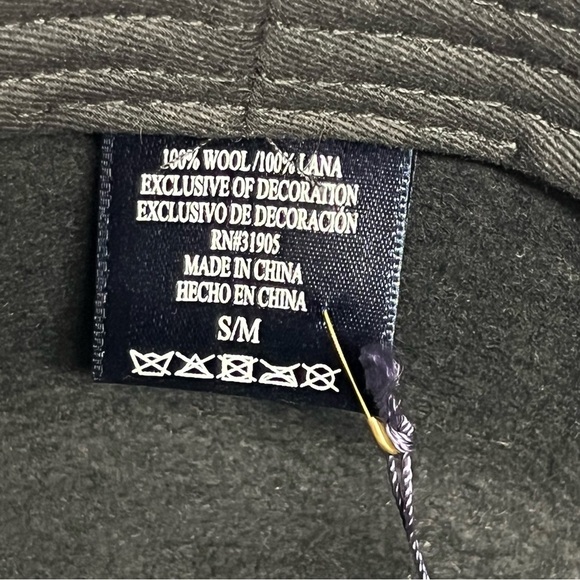 100% WOOL/100% LANA
EXCLUSIVE OF DECORATION
EXCLUSIVO DE DECORACIÓN
RN#31905
MADE IN CHINA
HECHO EN CHINA
S/M